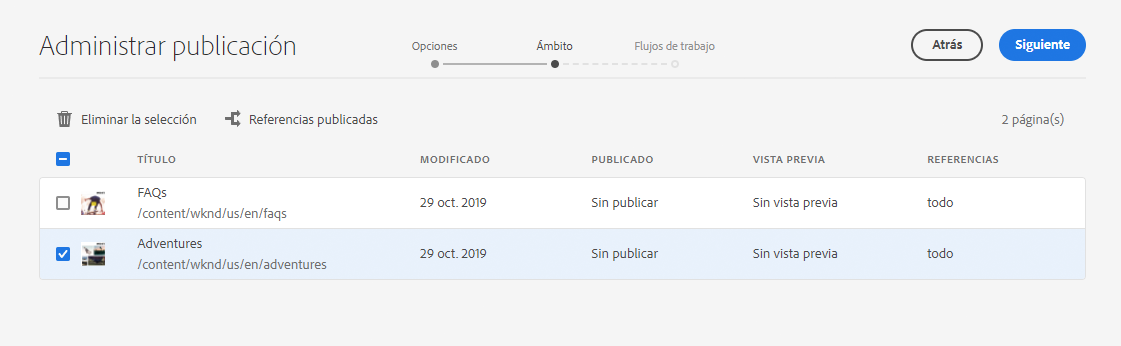 Administrar publicación
Opciones
Ámbito
Flujos de trabajo
Atrás
Siguiente
Eliminar la selección
Referencias publicadas
2 página(s)
TÍTULO
MODIFICADO
PUBLICADO
VISTA PREVIA
REFERENCIAS
FAQs
/content/wknd/us/en/faqs
29 oct. 2019
Sin publicar
Sin vista previa
todo
Adventures
/content/wknd/us/en/adventures
29 oct. 2019
Sin publicar
Sin vista previa
todo